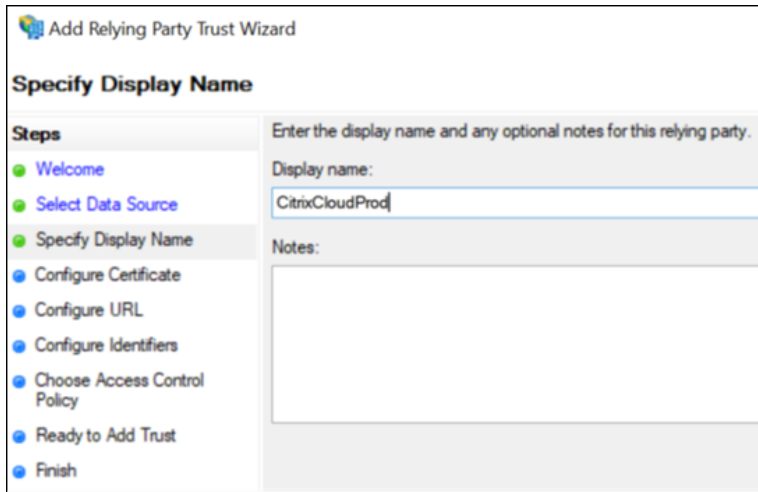 Add Relying Party Trust Wizard
Specify Display Name
Steps
Welcome
Select Data Source
Specify Display Name
Configure Certificate
Configure URL
Configure Identifiers
Choose Access Control
Policy
Ready to Add Trust
Finish
Enter the display name and any optional notes for this relying party.
Display name:
CitrixCloudProd
Notes: